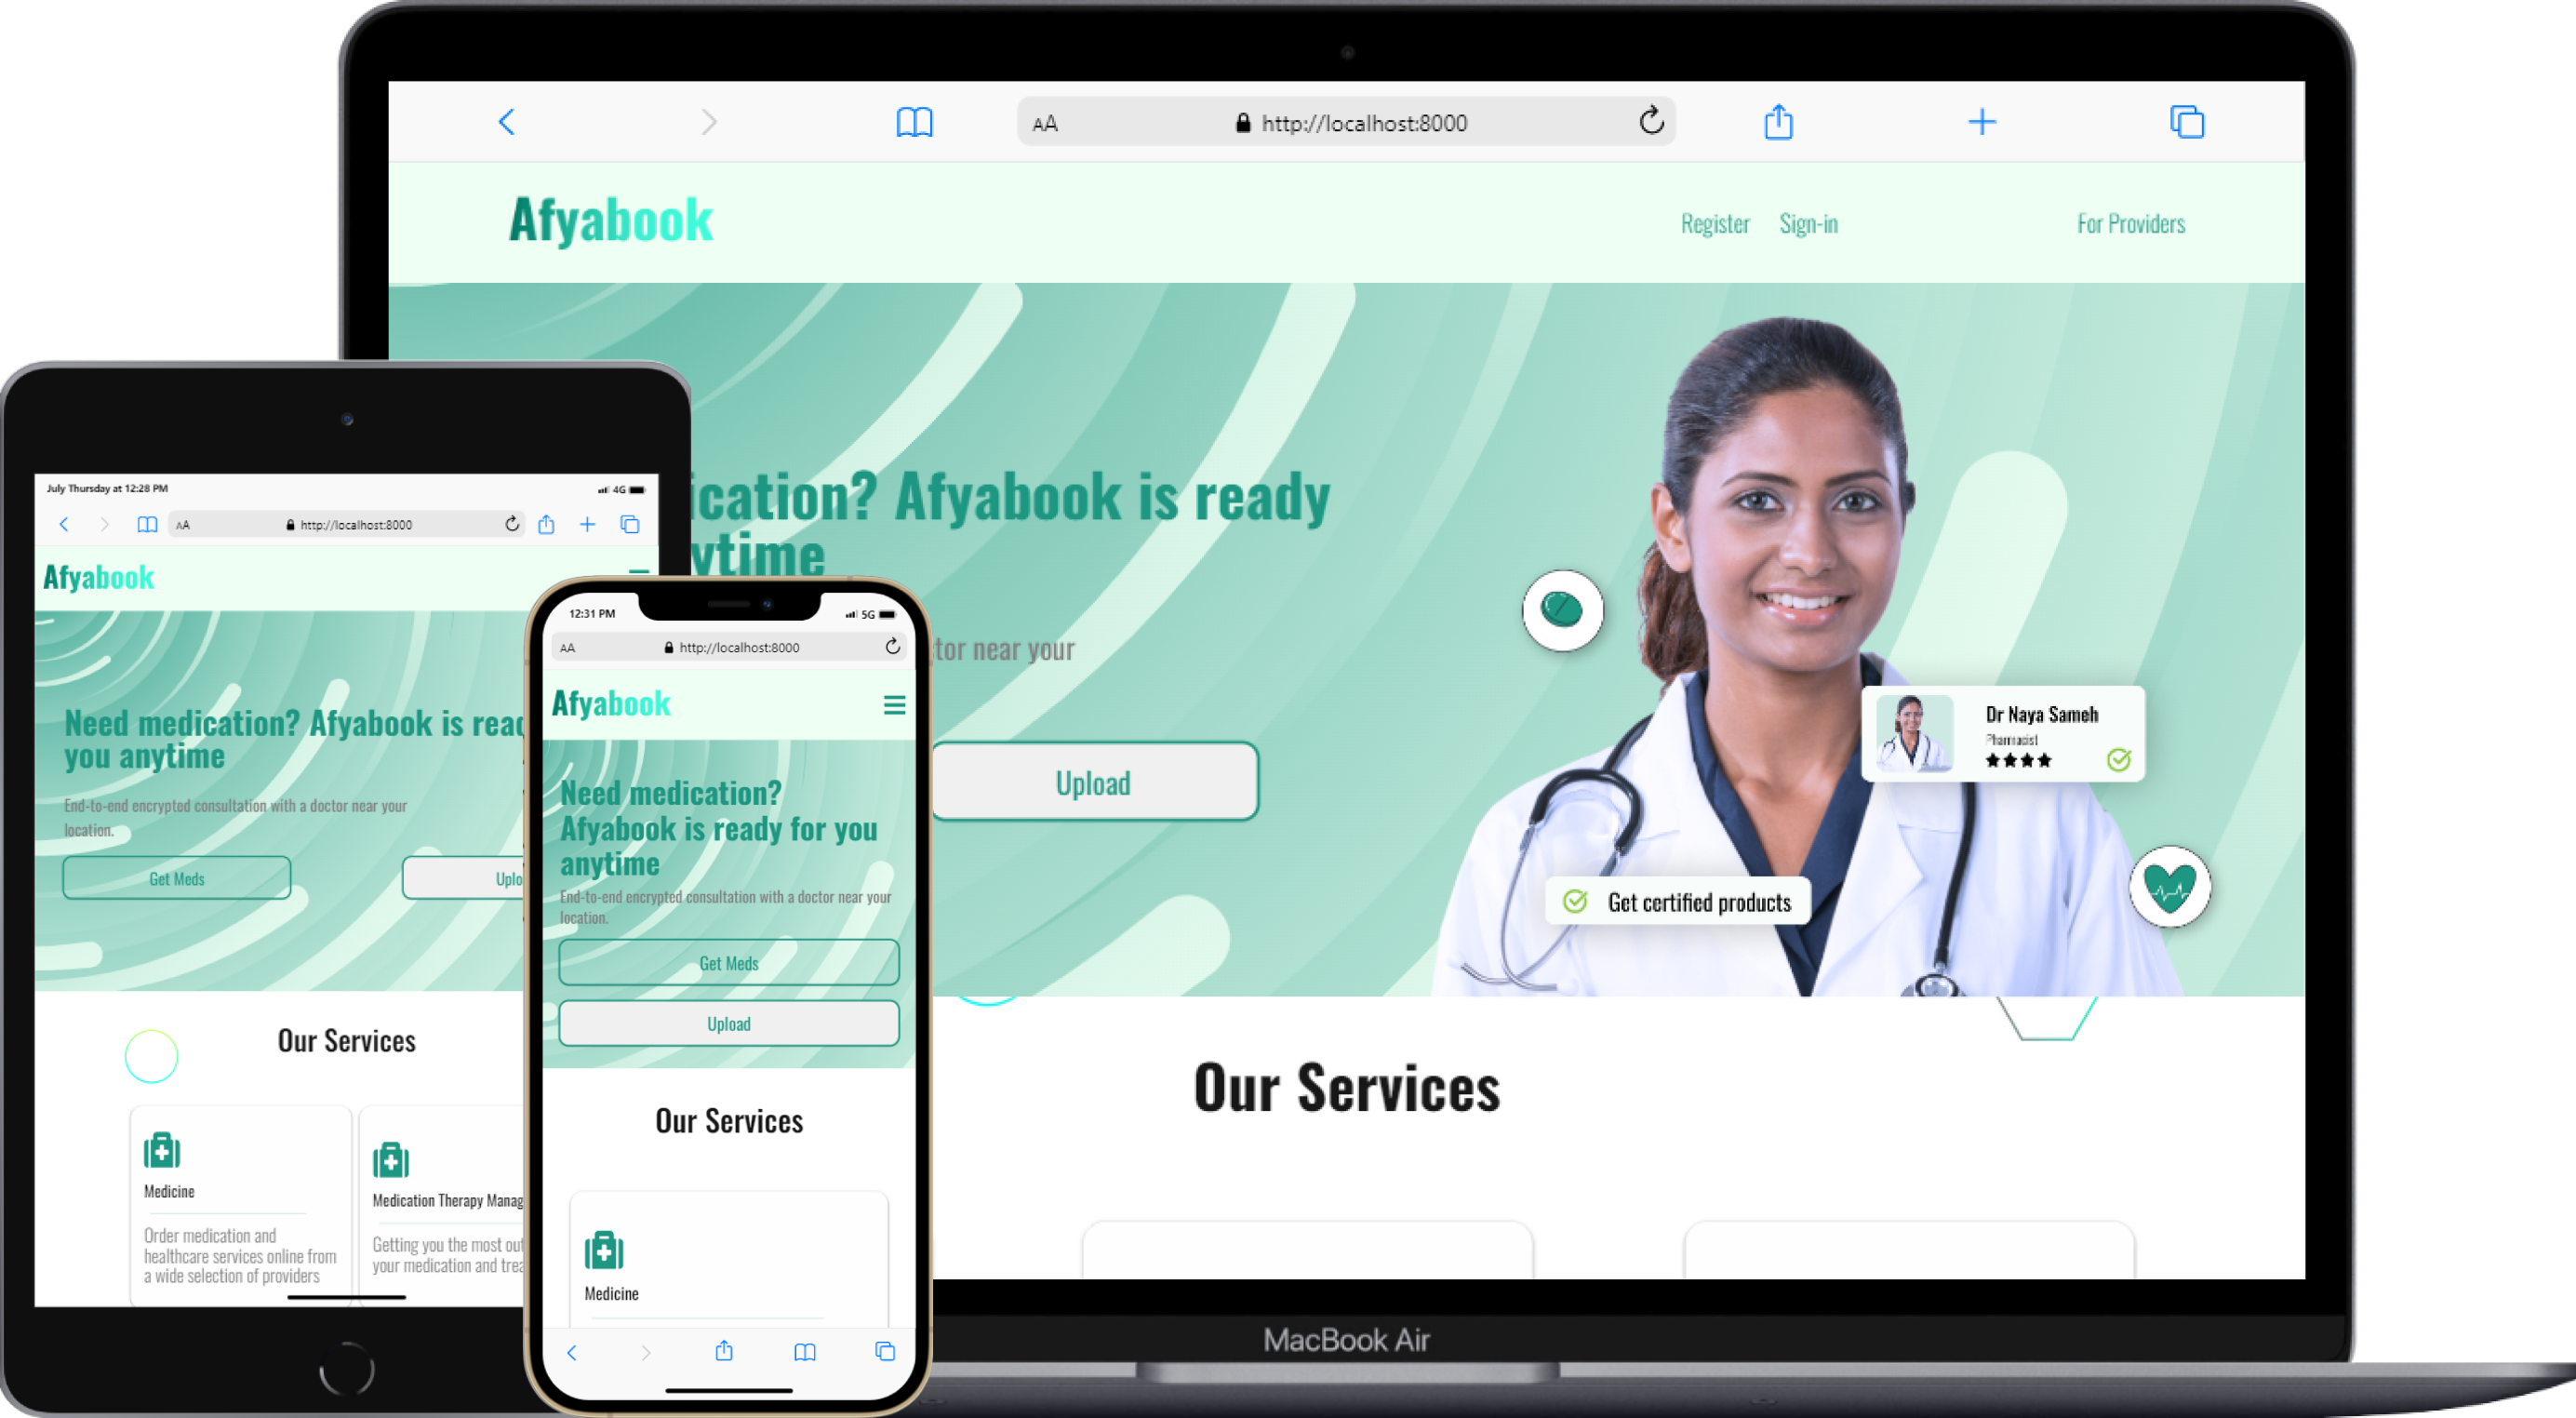 AA
http://localhost:8000
Afyabook
Register
Sign-in
For Providers
ication? Afyabook is ready
ytime
tor near your
Upload
Dr Naya Sameh
Pharmacist
Get certified products
Our Services
MacBook Air
July Thursday at 12:28 PM
4G
AA
http://localhost:8000
Afyabook
Need medication? Afyabook is read
you anytime
End-to-end encrypted consultation with a doctor near your
location.
Get Meds
Uplo
Our Services
Medicine
Order medication and
healthcare services online from
a wide selection of providers
Medication Therapy Manag
Getting you the most out
your medication and trea
12:31 PM
5G
AA
http://localhost:8000
Afyabook
Need medication?
Afyabook is ready for you
anytime
End-to-end encrypted consultation with a doctor near your
location.
Get Meds
Upload
Our Services
Medicine